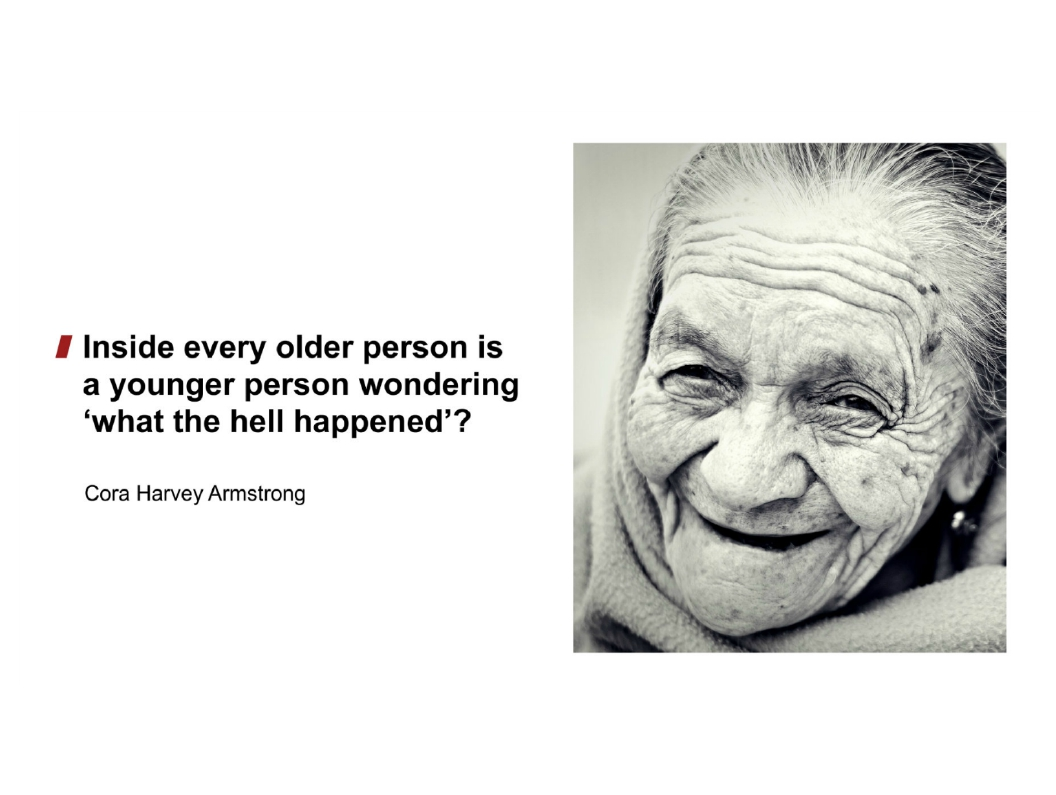 Inside every older person is
a younger person wondering
‘what the hell happened’?
Cora Harvey Armstrong